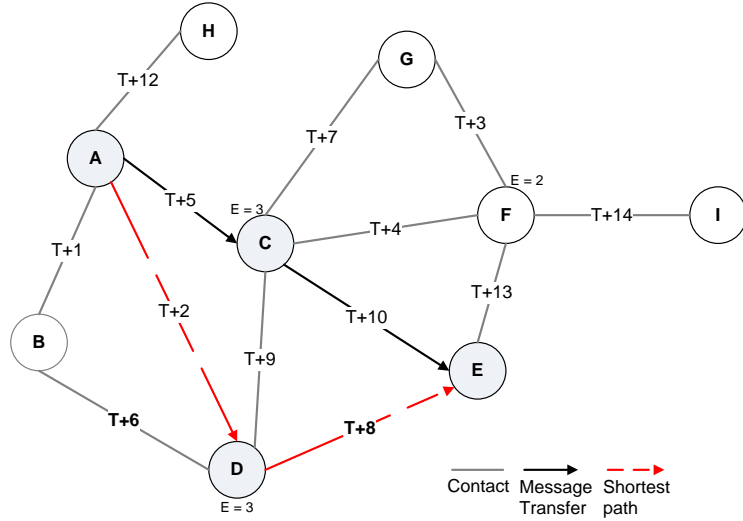 H
G
T+12
T+3
T+7
A
T+5
E = 2
E = 3
F
I
C
T+4
T+14
T+1
T+13
T+2
T+10
B
T+9
E
T+6
T+8
D
E = 3
Contact
Message
Transfer
Shortest
path